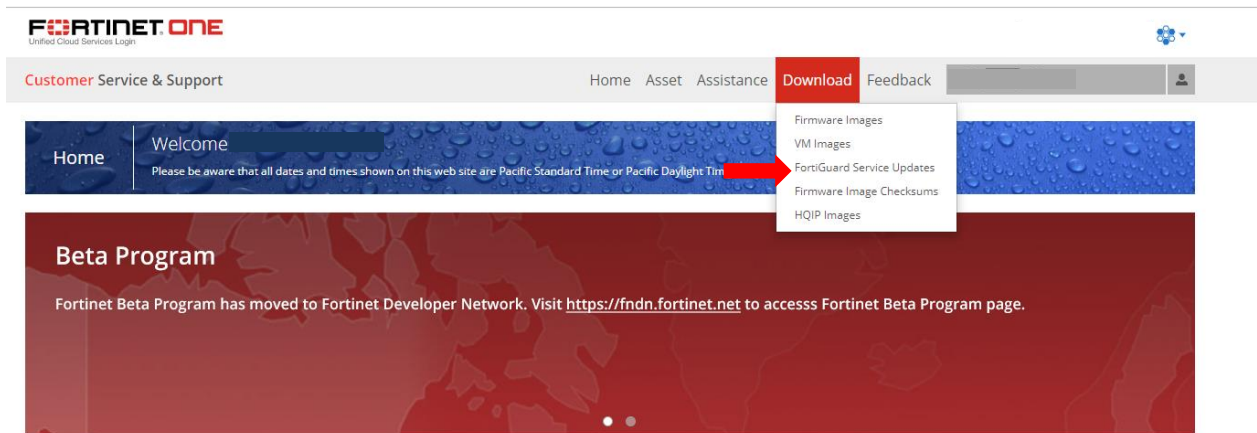 FORTINET. ONE
Unified Cloud Services Login
Customer Service & Support
Home Asset Assistance Download Feedback
Firmware Images
VM Images
FortiGuard Service Updates
Firmware Image Checksums
HQIP Images
Home
Welcome
Please be aware that all dates and times shown on this web site are Pacific Standard Time or Pacific Daylight Tim
Beta Program
Fortinet Beta Program has moved to Fortinet Developer Network. Visit https://fndn.fortinet.net to accesss Fortinet Beta Program page.